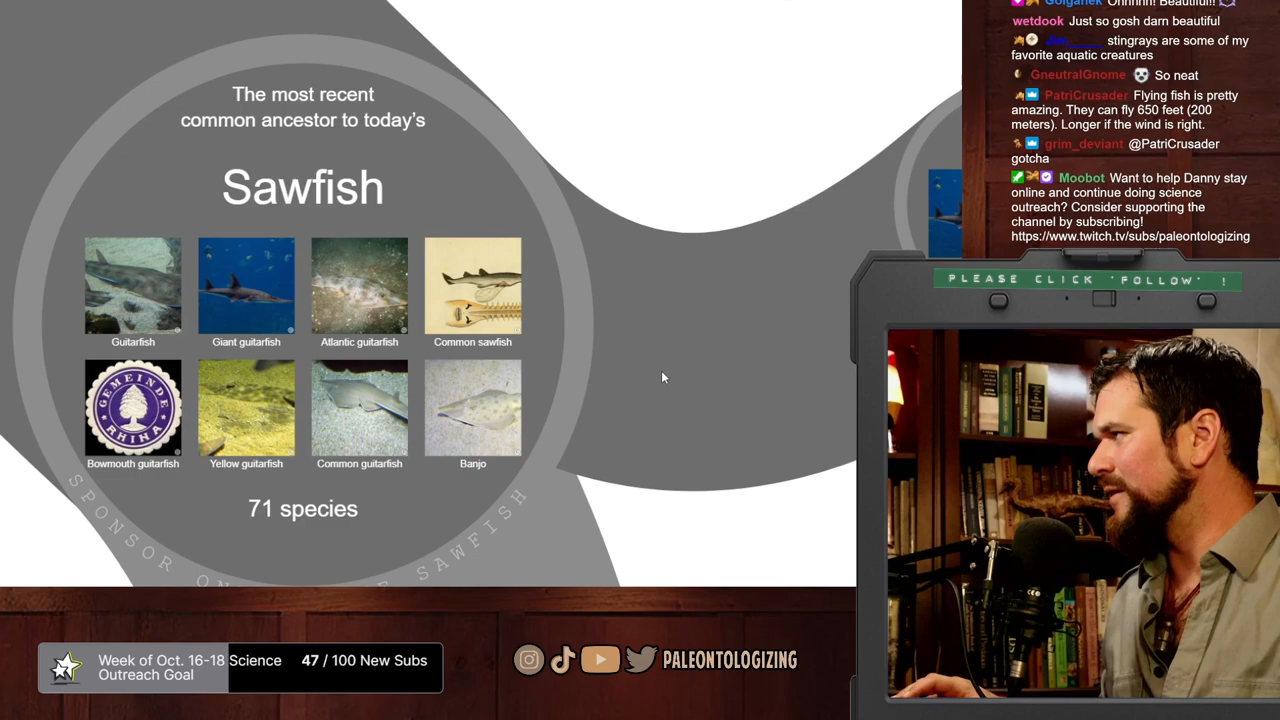 The most recent
common ancestor to today's
Sawfish
Guitarfish
Giant guitarfish
Atlantic guitarfish
Common sawfish
GEMEINDE
RHINA
Bowmouth guitarfish
Yellow guitarfish
Common guitarfish
Banjo
71 species
SPONSOR
SAWFISH
Golganek Ohhhhh! Beautiful!!
wetdook Just so gosh darn beautiful
stingrays are some of my
favorite aquatic creatures
GneutralGnome So neat
PatriCrusader Flying fish is pretty
amazing. They can fly 650 feet (200
meters). Longer if the wind is right.
grim_deviant @PatriCrusader
gotcha
Moobot Want to help Danny stay
online and continue doing science
outreach? Consider supporting the
channel by subscribing!
https://www.twitch.tv/subs/paleontologizing
PLEASE CLICK 'FOLLOW' !
Week of Oct. 16-18 Science
Outreach Goal
47 / 100 New Subs
PALEONTOLOGIZING